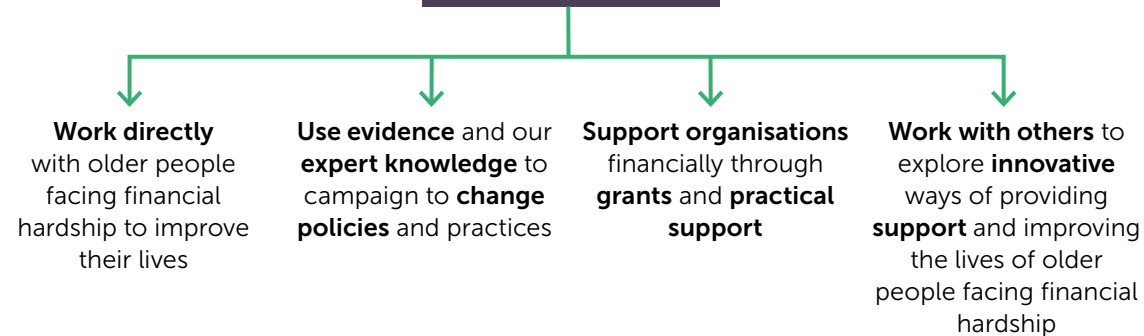 Work directly
with older people
facing financial
hardship to improve
their lives
Use evidence and our
expert knowledge to
campaign to change
policies and practices
Support organisations
financially through
grants and practical
support
Work with others to
explore innovative
ways of providing
support and improving
the lives of older
people facing financial
hardship